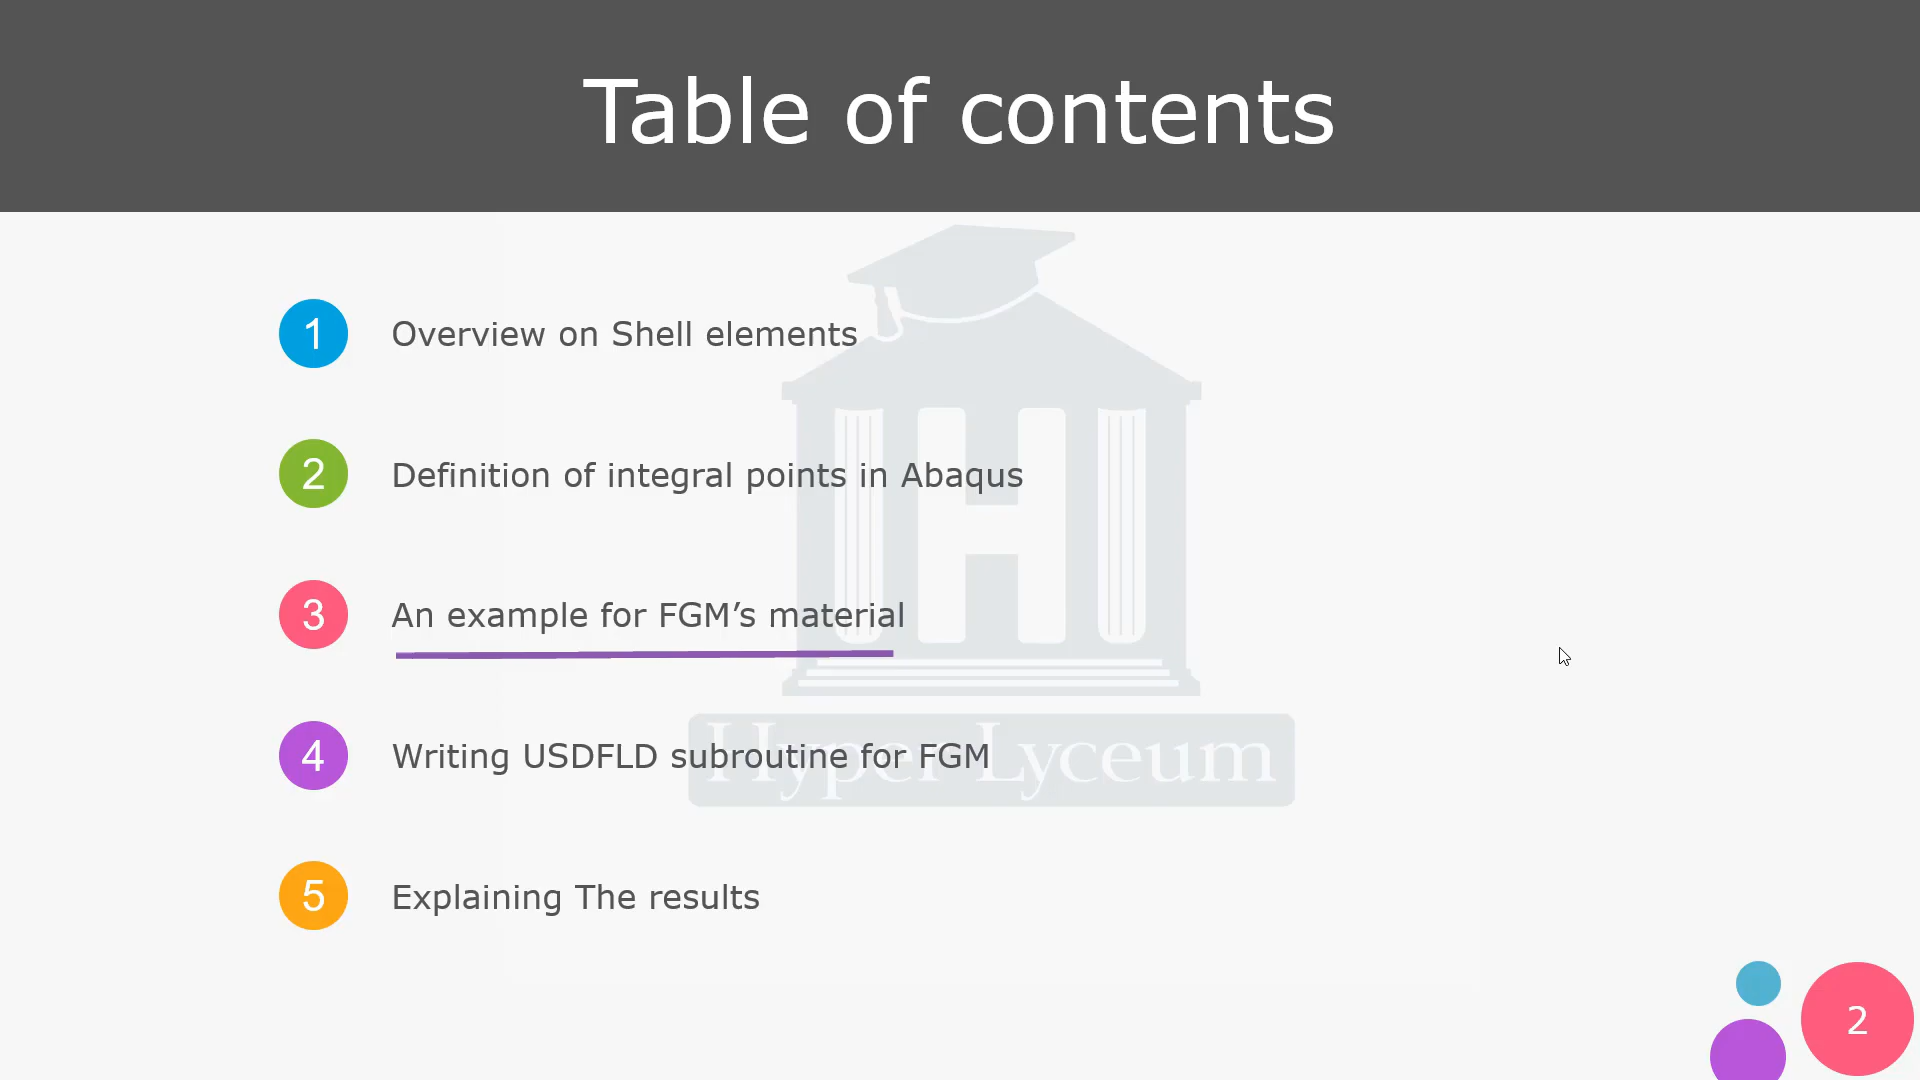 Table of contents
1 Overview on Shell elements
2 Definition of integral points in Abaqus
3 An example for FGM’s material
4 Writing USDFLD subroutine for FGM
5 Explaining The results
H
Hyper Lyceum
2